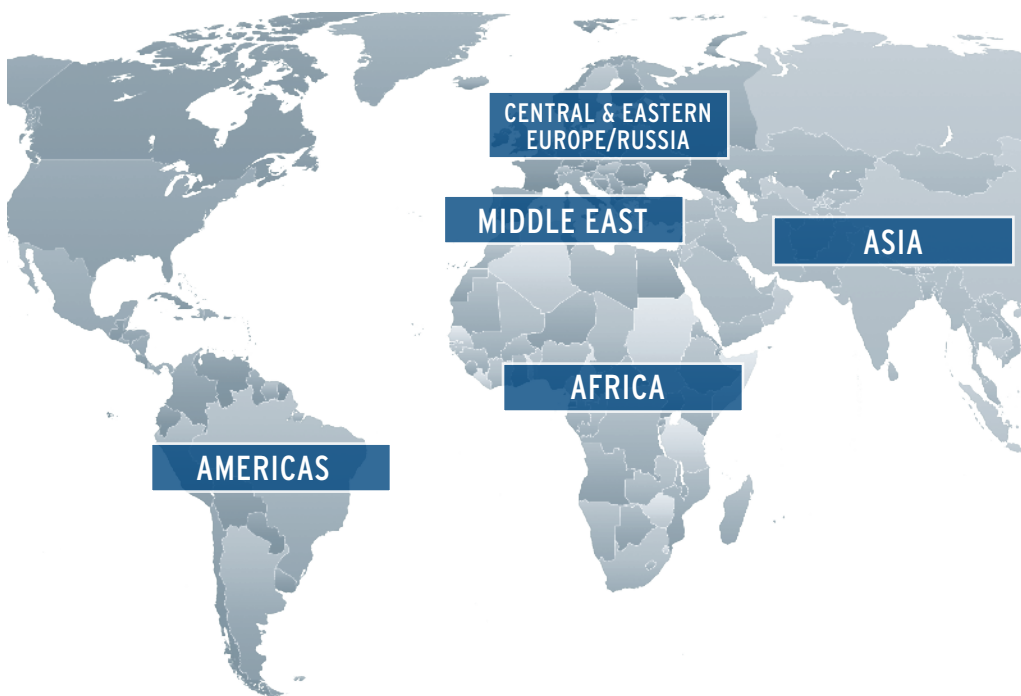 CENTRAL & EASTERN
EUROPE/RUSSIA
MIDDLE EAST
ASIA
AFRICA
AMERICAS